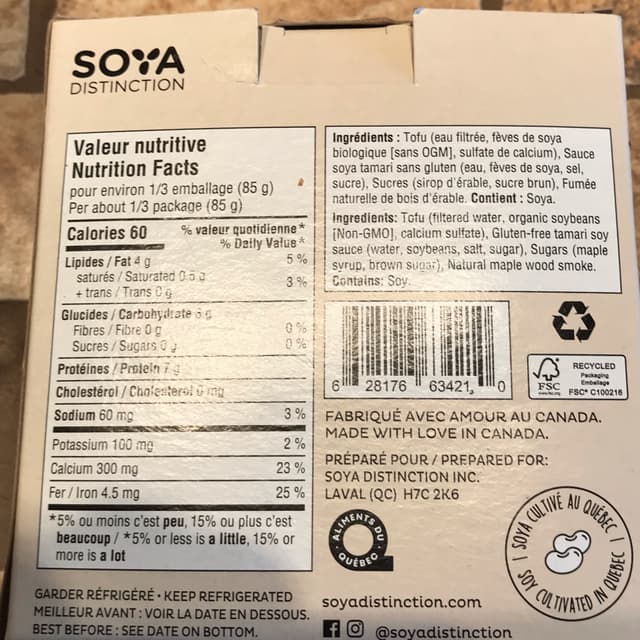 SOYA
DISTINCTION
Valeur nutritive
Nutrition Facts
pour environ 1/3 emballage (85 g)
Per about 1/3 package (85 g)
Calories 60 % valeur quotidienne*
% Daily Value*
Lipides / Fat 4 g 5 %
saturés / Saturated 0.5 g 3 %
+ trans / Trans 0 g
Glucides / Carbohydrate g
Fibres / Fibre 0 g 0 %
Sucres / Sugars 0 g 0 %
Protéines / Protein 7 g
Cholestérol / Cholesterol 0 mg
Sodium 60 mg 3 %
Potassium 100 mg 2 %
Calcium 300 mg 23 %
Fer / Iron 4.5 mg 25 %
*5% ou moins c'est peu, 15% ou plus c'est
beaucoup / *5% or less is a little, 15% or
more is a lot
GARDER RÉFRIGÉRÉ • KEEP REFRIGERATED
MEILLEUR AVANT : VOIR LA DATE EN DESSOUS.
BEST BEFORE : SEE DATE ON BOTTOM.
Ingrédients : Tofu (eau filtrée, fèves de soya
biologique [sans OGM], sulfate de calcium), Sauce
soya tamari sans gluten (eau, fèves de soya, sel,
sucre), Sucres (sirop d'érable, sucre brun), Fumée
naturelle de bois d'érable. Contient : Soya.
Ingredients: Tofu (filtered water, organic soybeans
[Non-GMO], calcium sulfate), Gluten-free tamari soy
sauce (water, soybeans, salt, sugar), Sugars (maple
syrup, brown sugar), Natural maple wood smoke.
Contains: Soy.
6 28176 63421 0
FSC
www.fsc.org
RECYCLED
Packaging
Emballage
FSC® C100216
FABRIQUÉ AVEC AMOUR AU CANADA.
MADE WITH LOVE IN CANADA.
PRÉPARÉ POUR / PREPARED FOR:
SOYA DISTINCTION INC.
LAVAL (QC) H7C 2K6
ALIMENTS DU
QUÉBEC
SOYA CULTIVÉ AU QUÉBEC
SOY CULTIVATED IN QUEBEC
soyadistinction.com
@soyadistinction